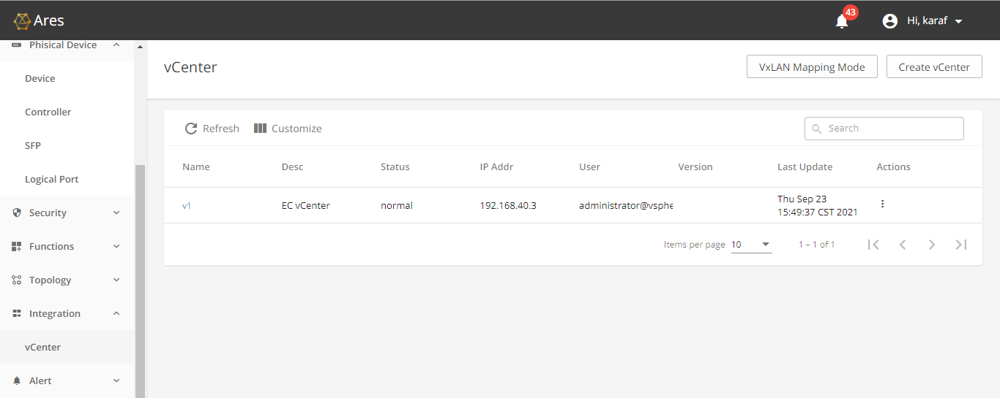 Ares
43
Hi, karaf
Phisical Device
Device
Controller
SFP
Logical Port
Security
Functions
Topology
Integration
vCenter
Alert
vCenter
VxLAN Mapping Mode
Create vCenter
Refresh
Customize
Search
Name Desc Status IP Addr User Version Last Update Actions
v1 EC vCenter normal 192.168.40.3 administrator@vsphe Thu Sep 23
15:49:37 CST 2021
Items per page 10 1 – 1 of 1